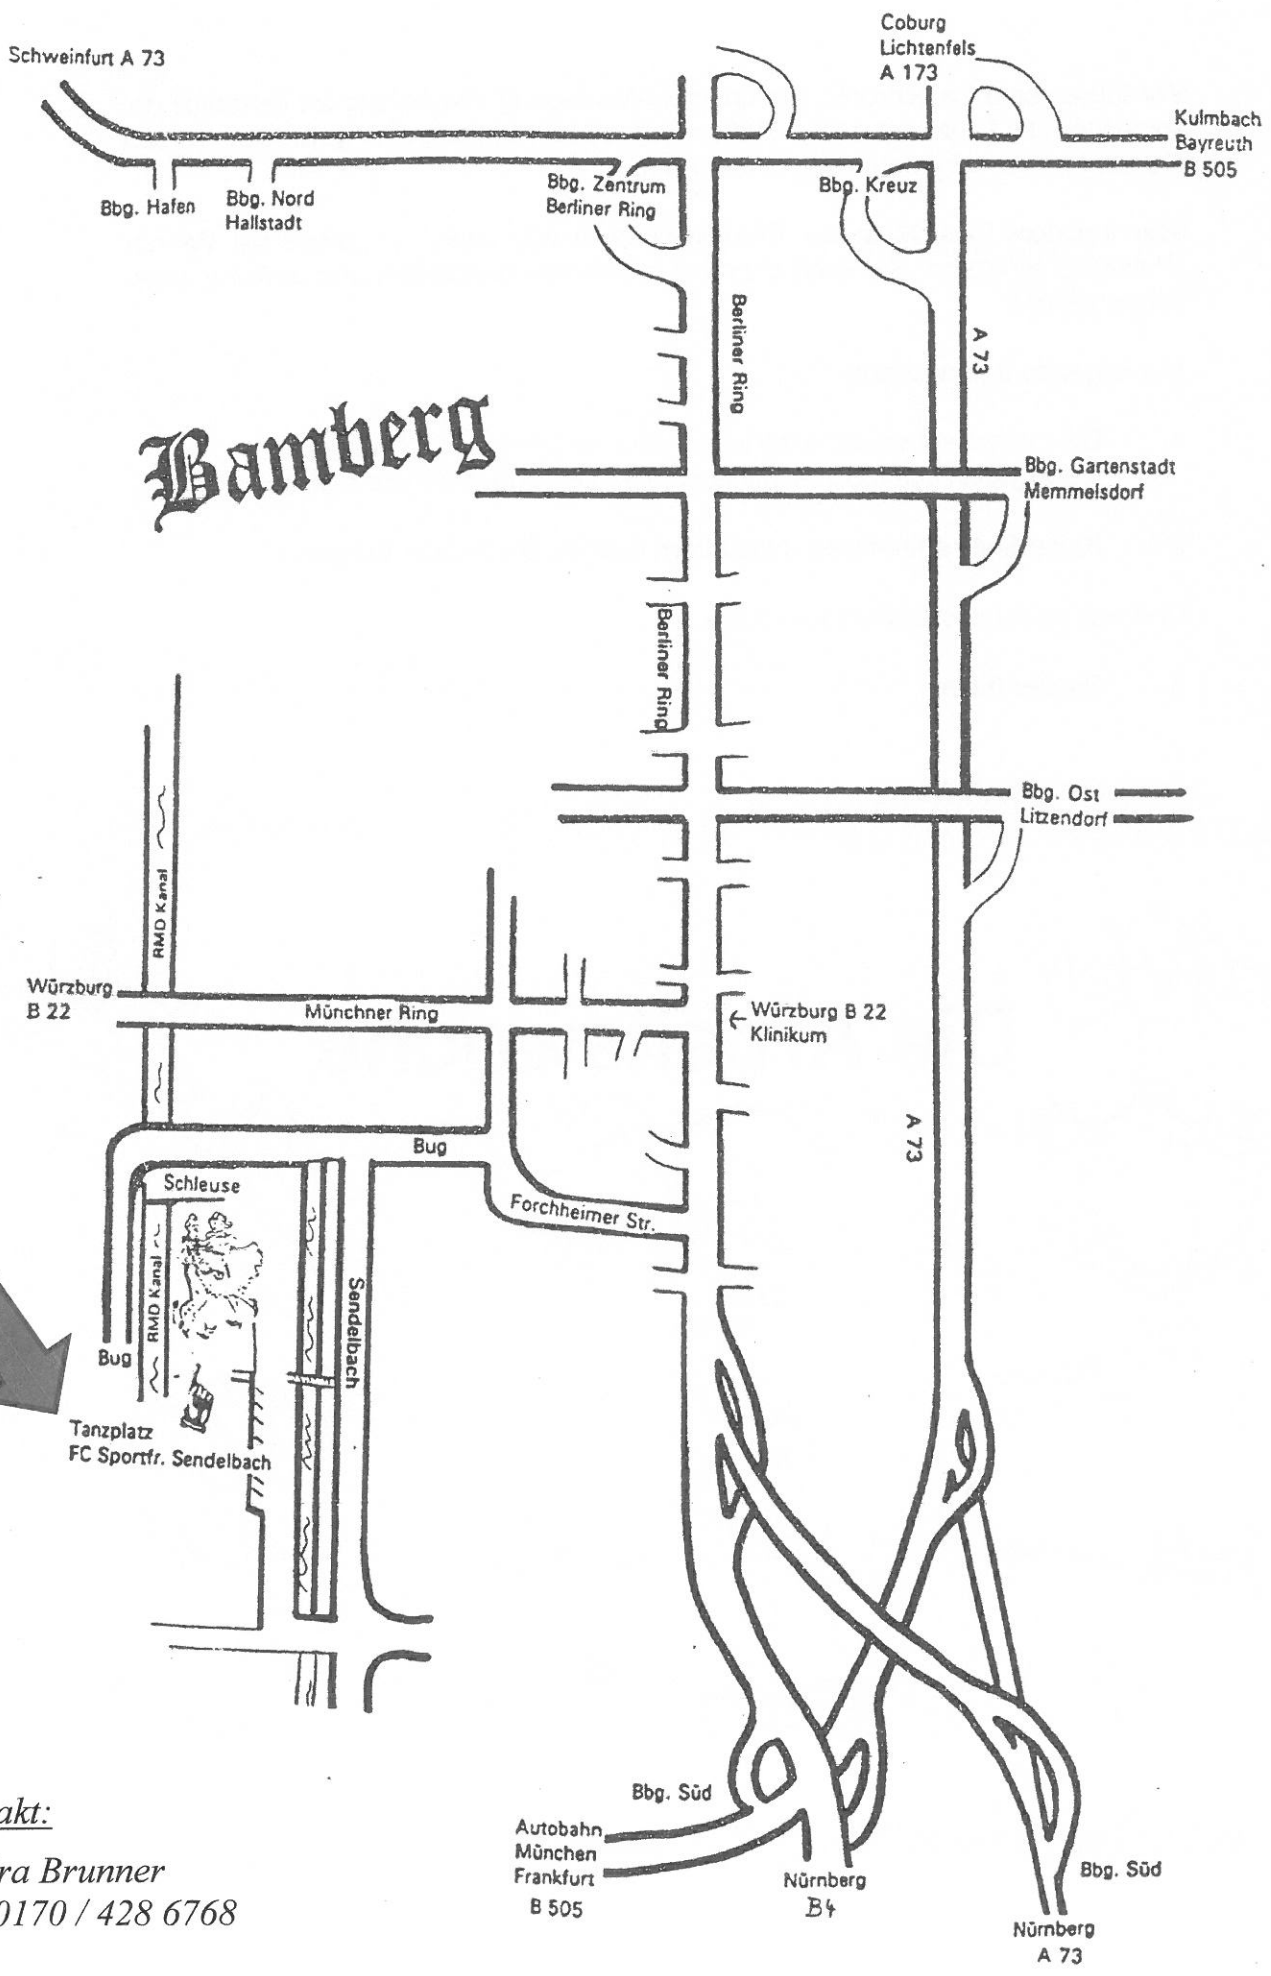 Schweinfurt A 73
Coburg
Lichtenfels
A 173
Kulmbach
Bayreuth
B 505
Bbg. Hafen
Bbg. Nord
Hallstadt
Bbg. Zentrum
Berliner Ring
Bbg. Kreuz
Berliner Ring
A 73
Bamberg
Bbg. Gartenstadt
Memmelsdorf
Berliner Ring
Bbg. Ost
Litzendorf
RMD Kanal
Würzburg
B 22
Münchner Ring
Würzburg B 22
Klinikum
A 73
Bug
Schleuse
Forchheimer Str.
RMD Kanal
Sendelbach
Bug
Tanzplatz
FC Sportfr. Sendelbach
Bbg. Süd
Autobahn
München
Frankfurt
B 505
Nürnberg
B4
Bbg. Süd
Nürnberg
A 73
akt:
ra Brunner
0170 / 428 6768